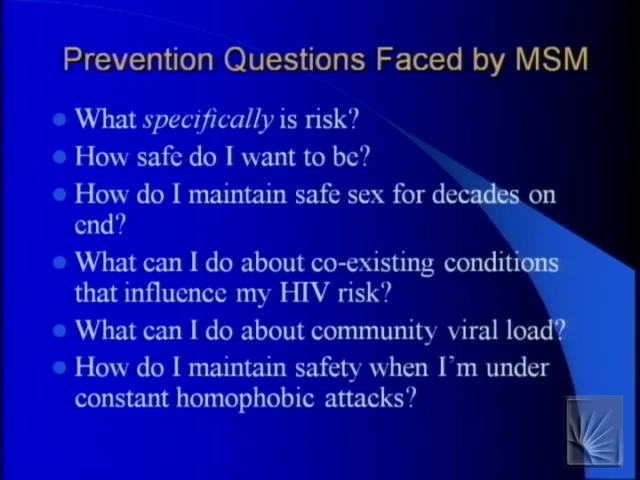 Prevention Questions Faced by MSM
What specifically is risk?
How safe do I want to be?
How do I maintain safe sex for decades on
end?
What can I do about co-existing conditions
that influence my HIV risk?
What can I do about community viral load?
How do I maintain safety when I'm under
constant homophobic attacks?